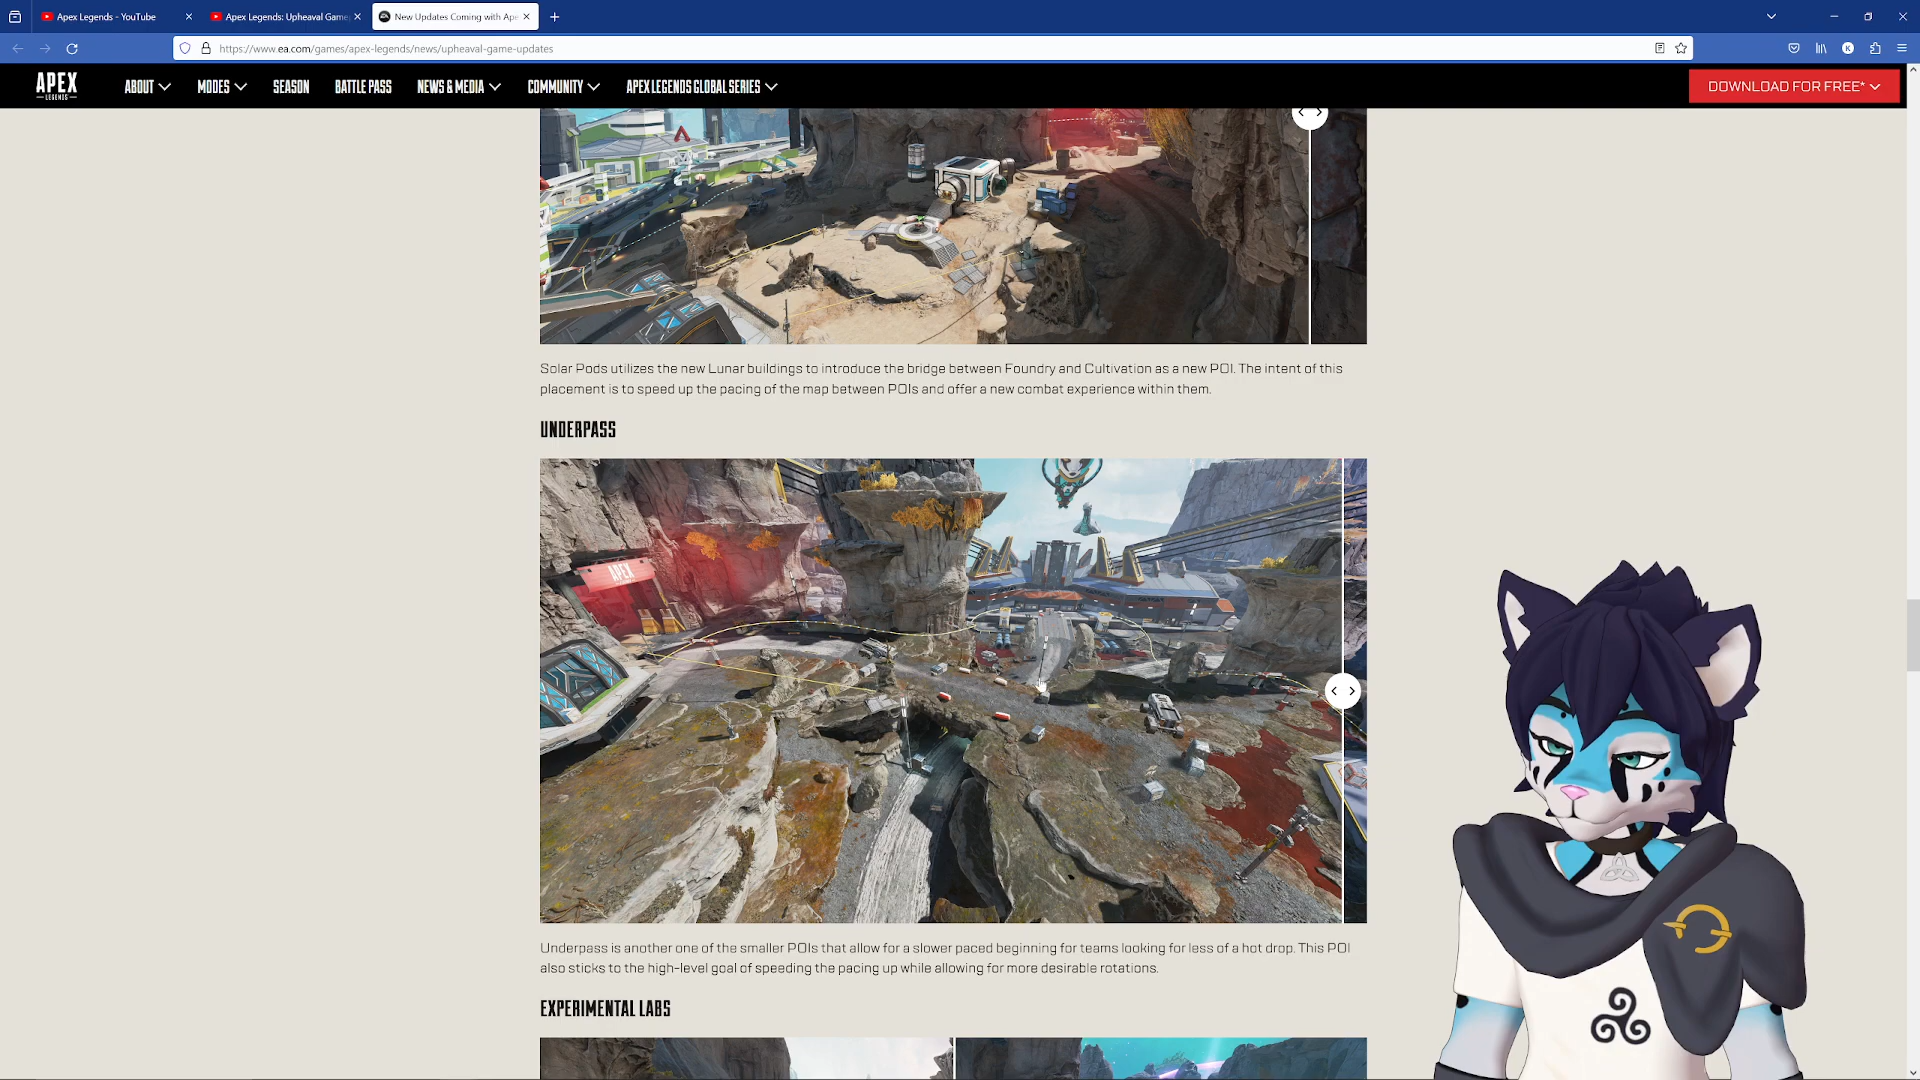 Apex Legends - YouTube
Apex Legends: Upheaval Game
New Updates Coming with Ape
https://www.ea.com/games/apex-legends/news/upheaval-game-updates
APEX
LEGENDS
ABOUT
MODES
SEASON
BATTLE PASS
NEWS & MEDIA
COMMUNITY
APEX LEGENDS GLOBAL SERIES
DOWNLOAD FOR FREE*
Solar Pods utilizes the new Lunar buildings to introduce the bridge between Foundry and Cultivation as a new POI. The intent of this
placement is to speed up the pacing of the map between POIs and offer a new combat experience within them.
UNDERPASS
APEX
Underpass is another one of the smaller POIs that allow for a slower paced beginning for teams looking for less of a hot drop. This POI
also sticks to the high-level goal of speeding the pacing up while allowing for more desirable rotations.
EXPERIMENTAL LABS